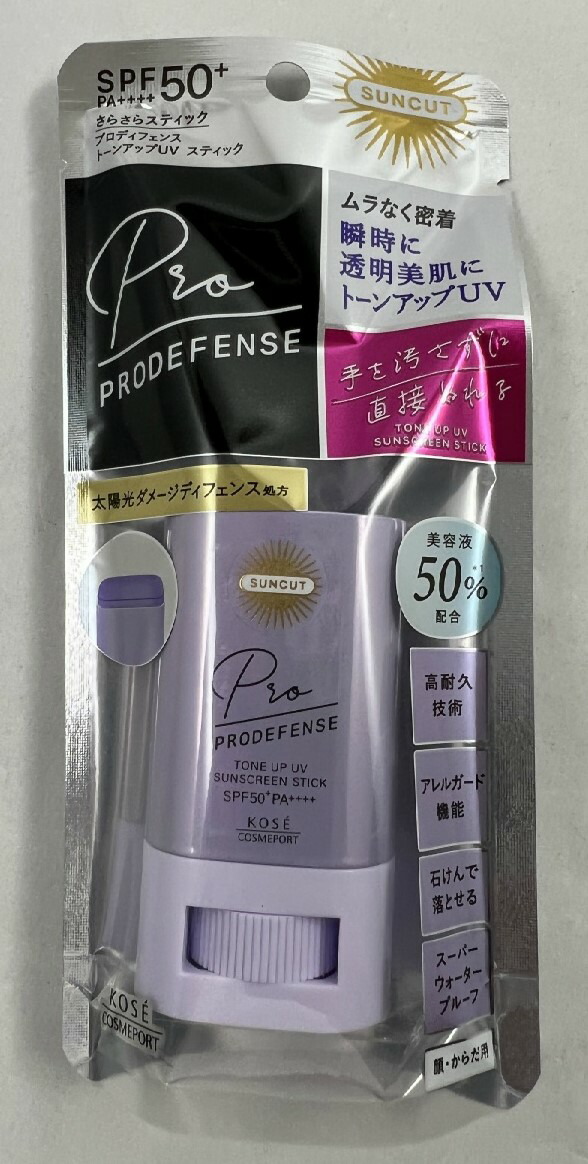 SPF50+
PA++++
さらさらスティック
プロディフェンス
トーンアップUV スティック
SUNCUT
Pro
PRODEFENSE
ムラなく密着
瞬時に
透明美肌に
トーンアップUV
手を汚さずに
直接ぬれる
TONE UP UV
SUNSCREEN STICK
太陽光ダメージディフェンス処方
SUNCUT
Pro
PRODEFENSE
TONE UP UV
SUNSCREEN STICK
SPF50+PA++++
KOSÉ
COSMEPORT
美容液
50%*1
配合
高耐久
技術
アレルガード
機能
石けんで
落とせる
スーパー
ウォーター
プルーフ
顔・からだ用
KOSÉ
COSMEPORT